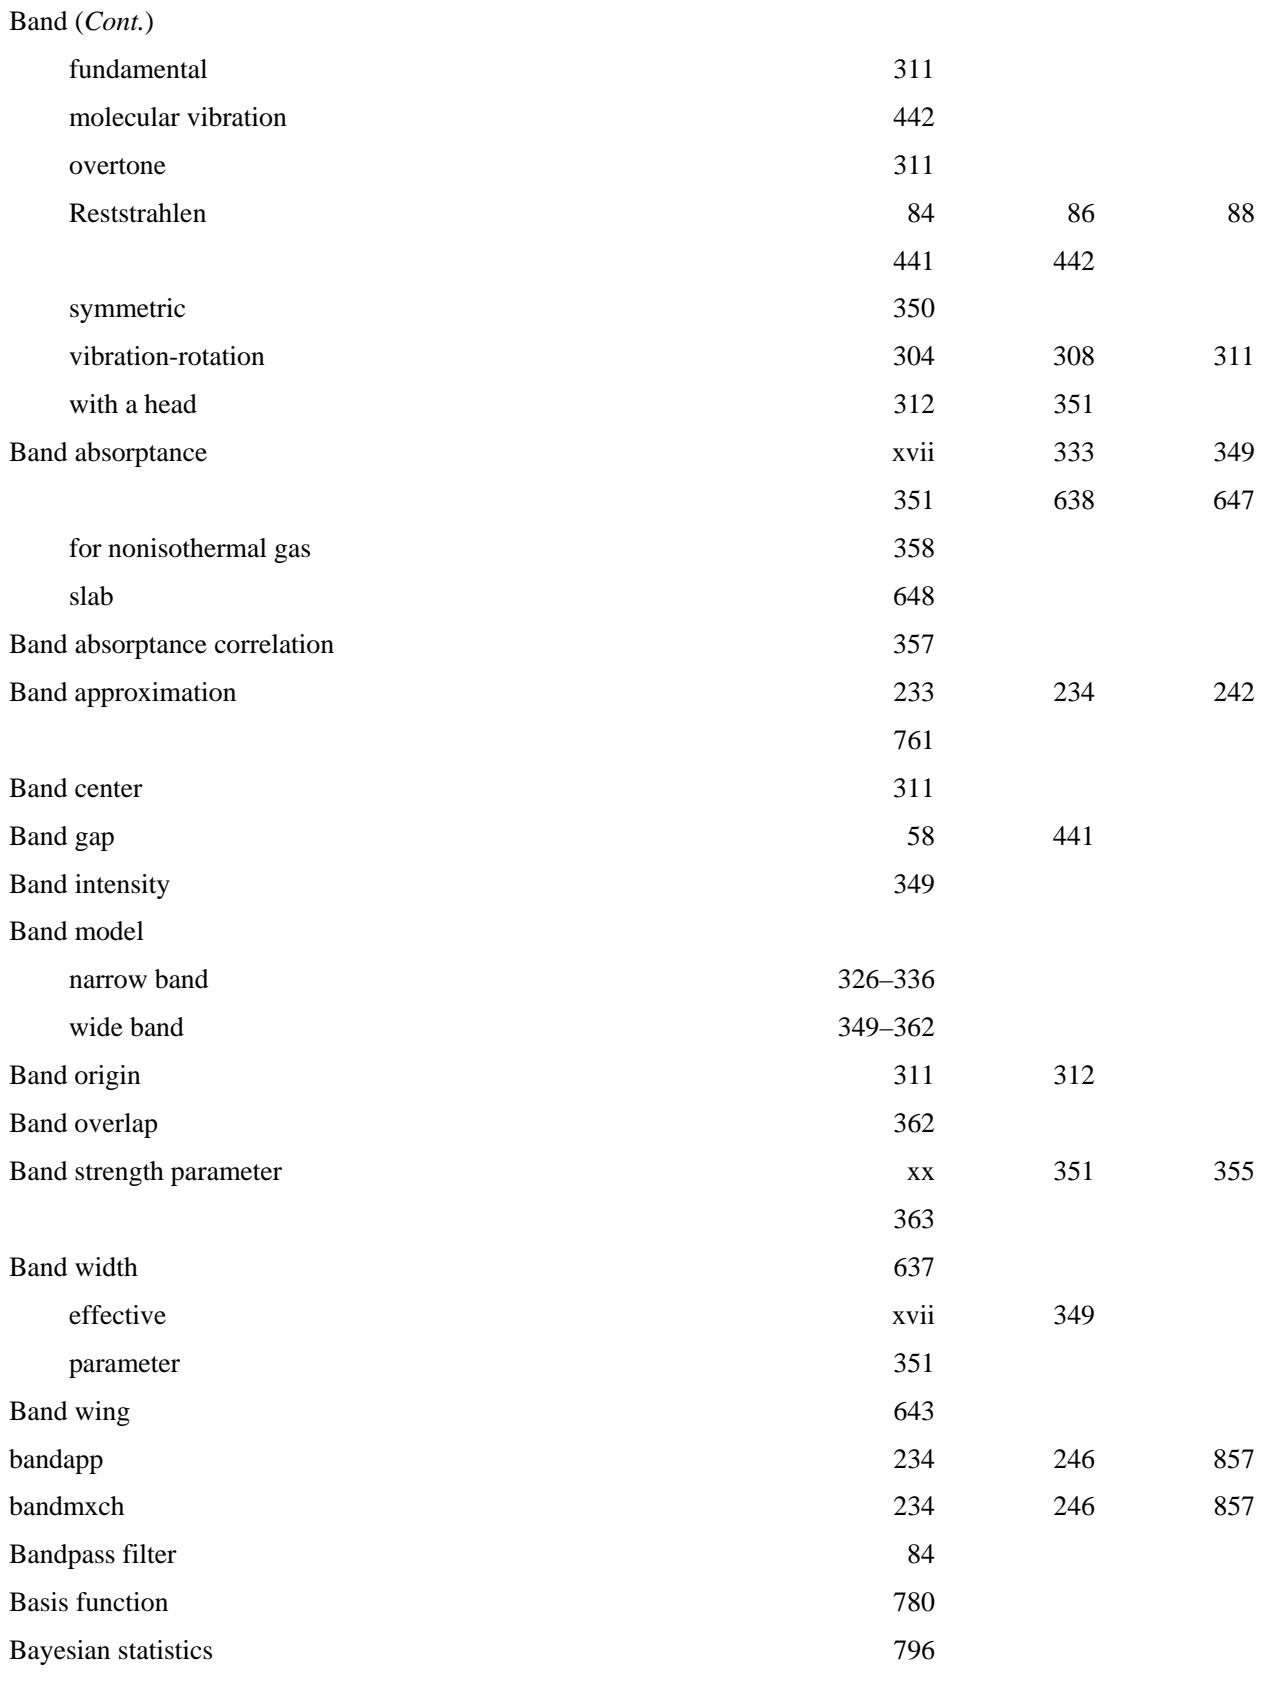 Band (Cont.)
fundamental 311
molecular vibration 442
overtone 311
Reststrahlen 84 86 88
441 442
symmetric 350
vibration-rotation 304 308 311
with a head 312 351
Band absorptance xvii 333 349
351 638 647
for nonisothermal gas 358
slab 648
Band absorptance correlation 357
Band approximation 233 234 242
761
Band center 311
Band gap 58 441
Band intensity 349
Band model
narrow band 326–336
wide band 349–362
Band origin 311 312
Band overlap 362
Band strength parameter xx 351 355
363
Band width 637
effective xvii 349
parameter 351
Band wing 643
bandapp 234 246 857
bandmxch 234 246 857
Bandpass filter 84
Basis function 780
Bayesian statistics 796